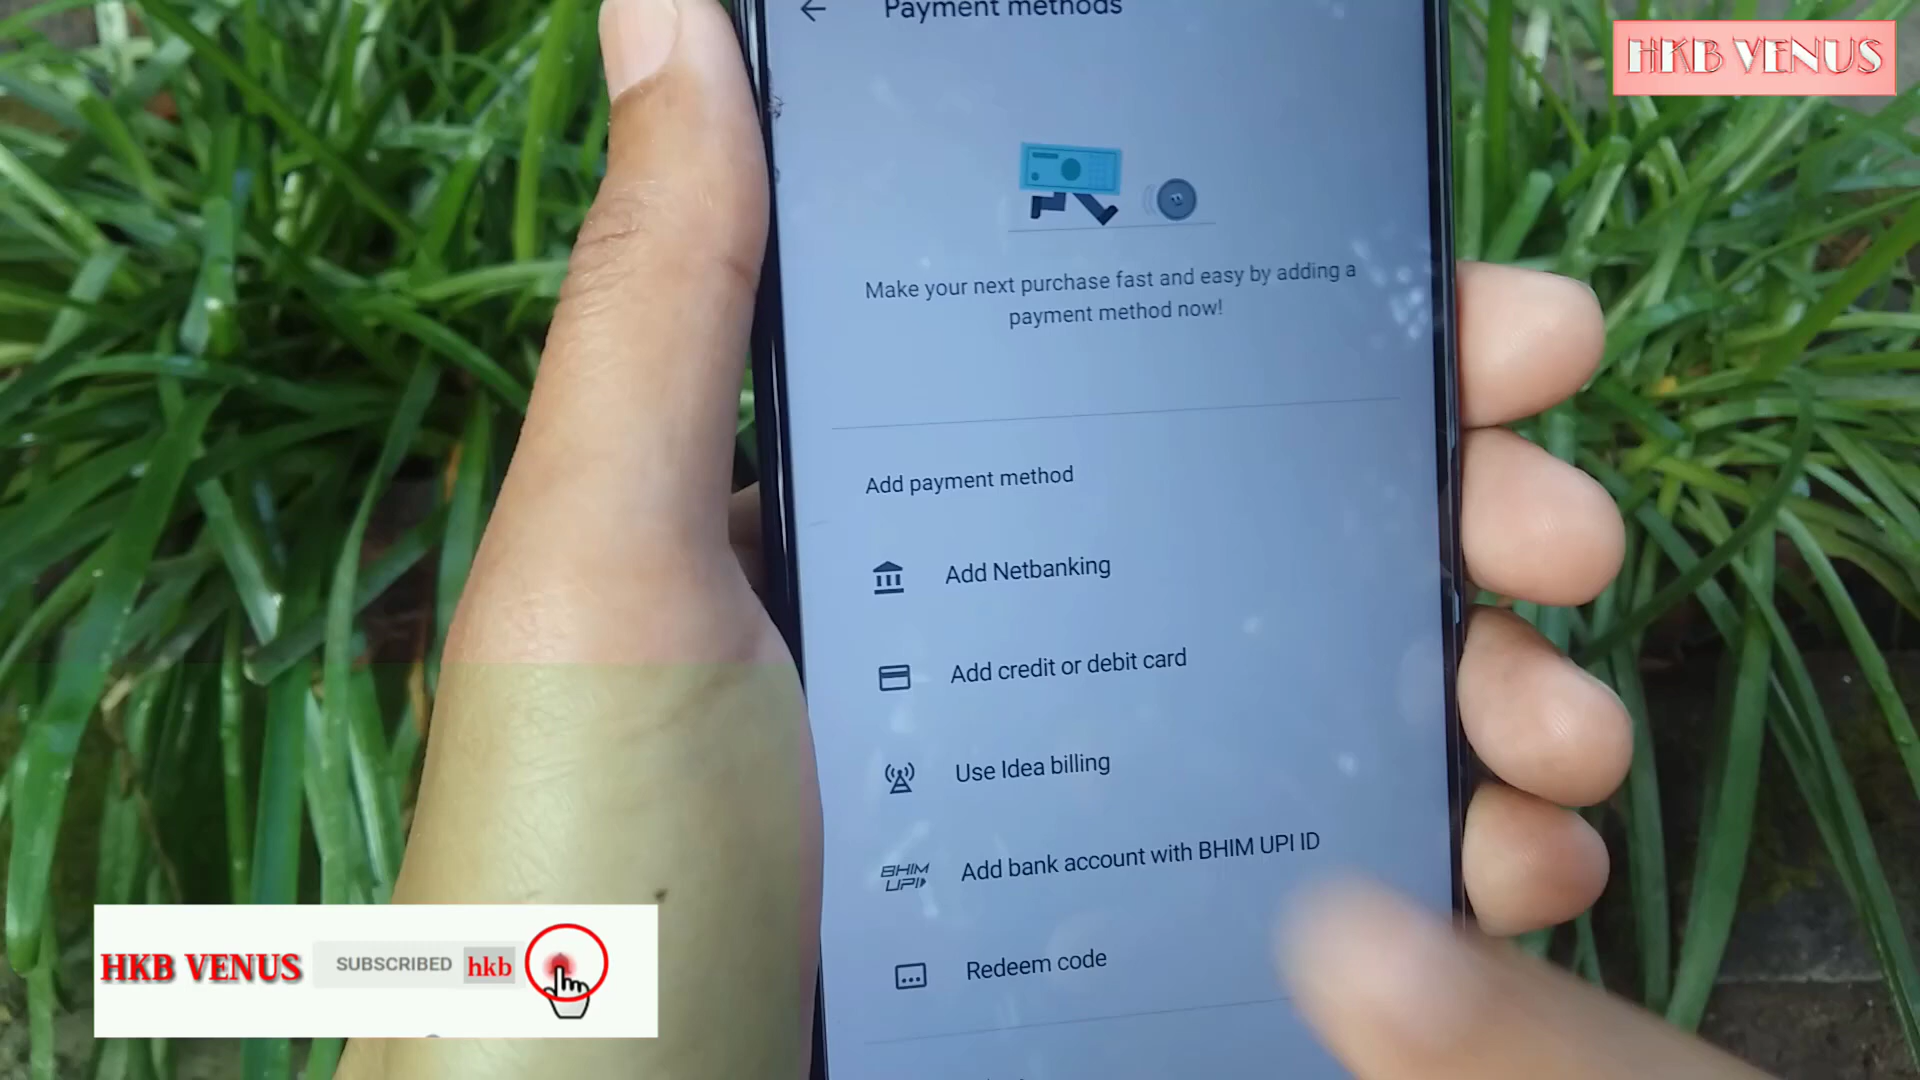 Payment methods
HKB VENUS
Make your next purchase fast and easy by adding a
payment method now!
Add payment method
Add Netbanking
Add credit or debit card
Use Idea billing
BHIM
UPI
Add bank account with BHIM UPI ID
Redeem code
HKB VENUS SUBSCRIBED hkb